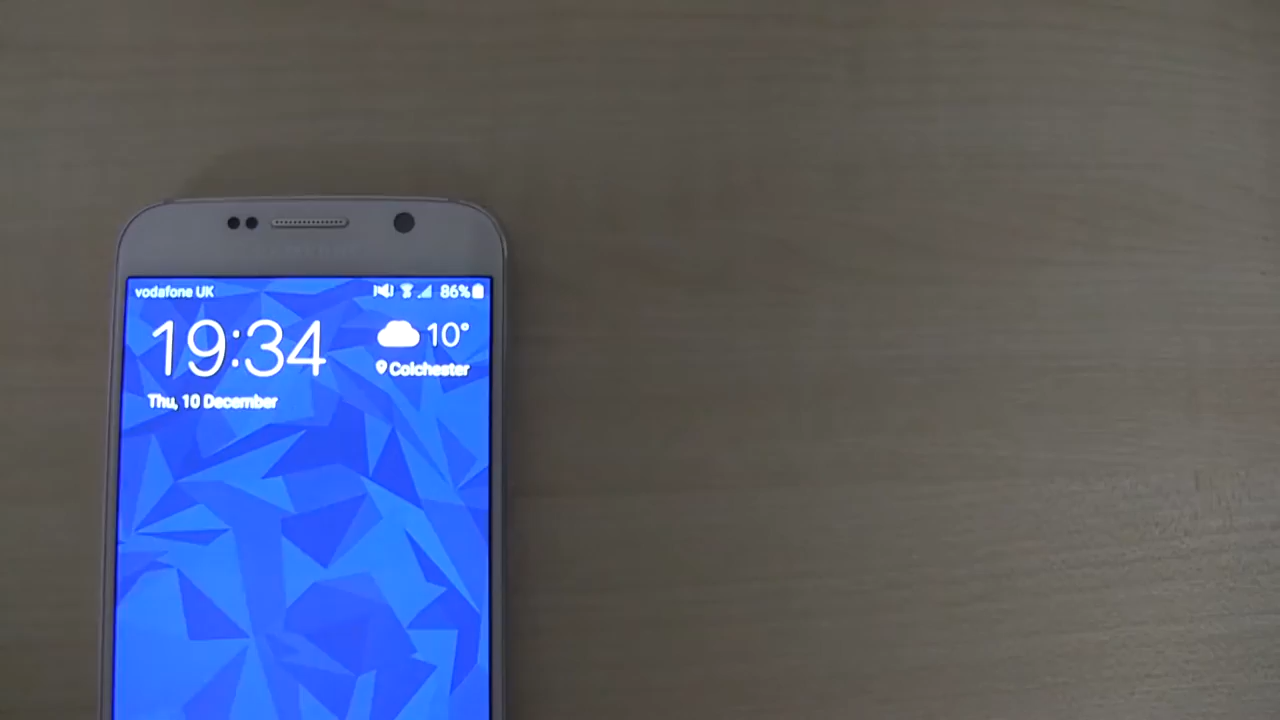 vodafone UK 86%
19:34 10°
Colchester
Thu, 10 December